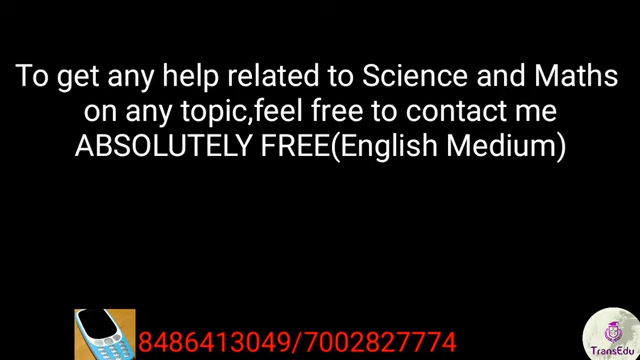 To get any help related to Science and Maths
on any topic,feel free to contact me
ABSOLUTELY FREE(English Medium)
8486413049/7002827774
TransEdu